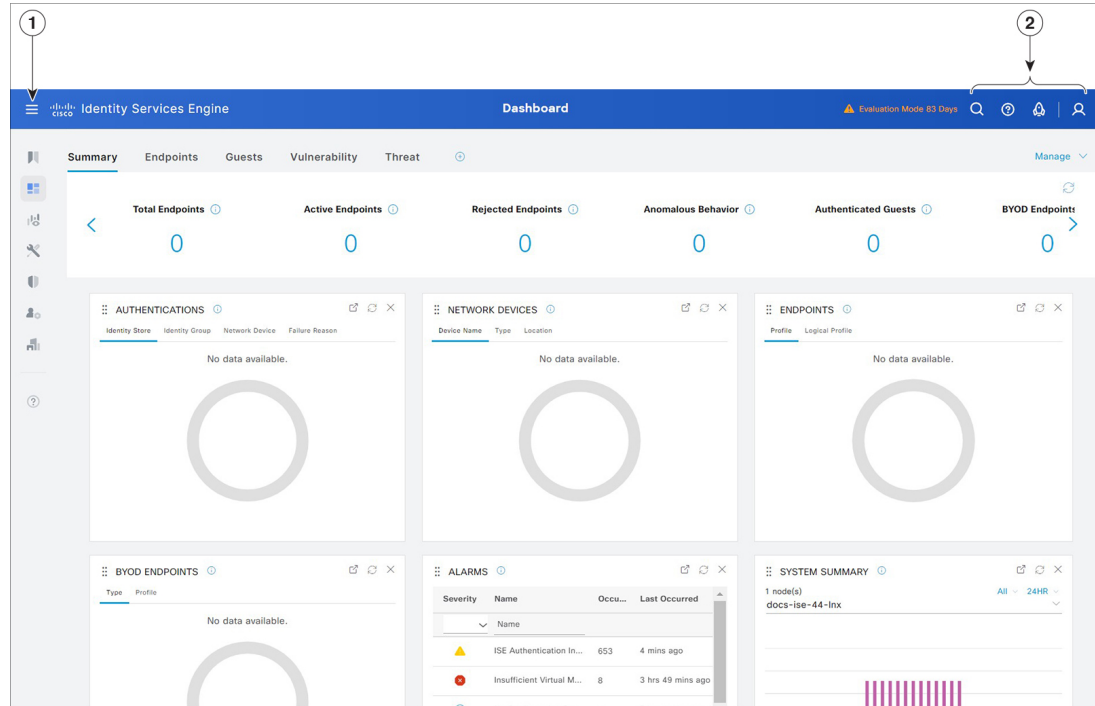 1 2
CISCO Identity Services Engine Dashboard Evaluation Mode 83 Days
Summary Endpoints Guests Vulnerability Threat Manage
Total Endpoints Active Endpoints Rejected Endpoints Anomalous Behavior Authenticated Guests BYOD Endpoints
0 0 0 0 0 0
AUTHENTICATIONS
Identity Store Identity Group Network Device Failure Reason
No data available.
NETWORK DEVICES
Device Name Type Location
No data available.
ENDPOINTS
Profile Logical Profile
No data available.
BYOD ENDPOINTS
Type Profile
No data available.
ALARMS
Severity Name Occu... Last Occurred
Name
ISE Authentication In... 653 4 mins ago
Insufficient Virtual M... 8 3 hrs 49 mins ago
SYSTEM SUMMARY
1 node(s) All 24HR
docs-ise-44-lnx